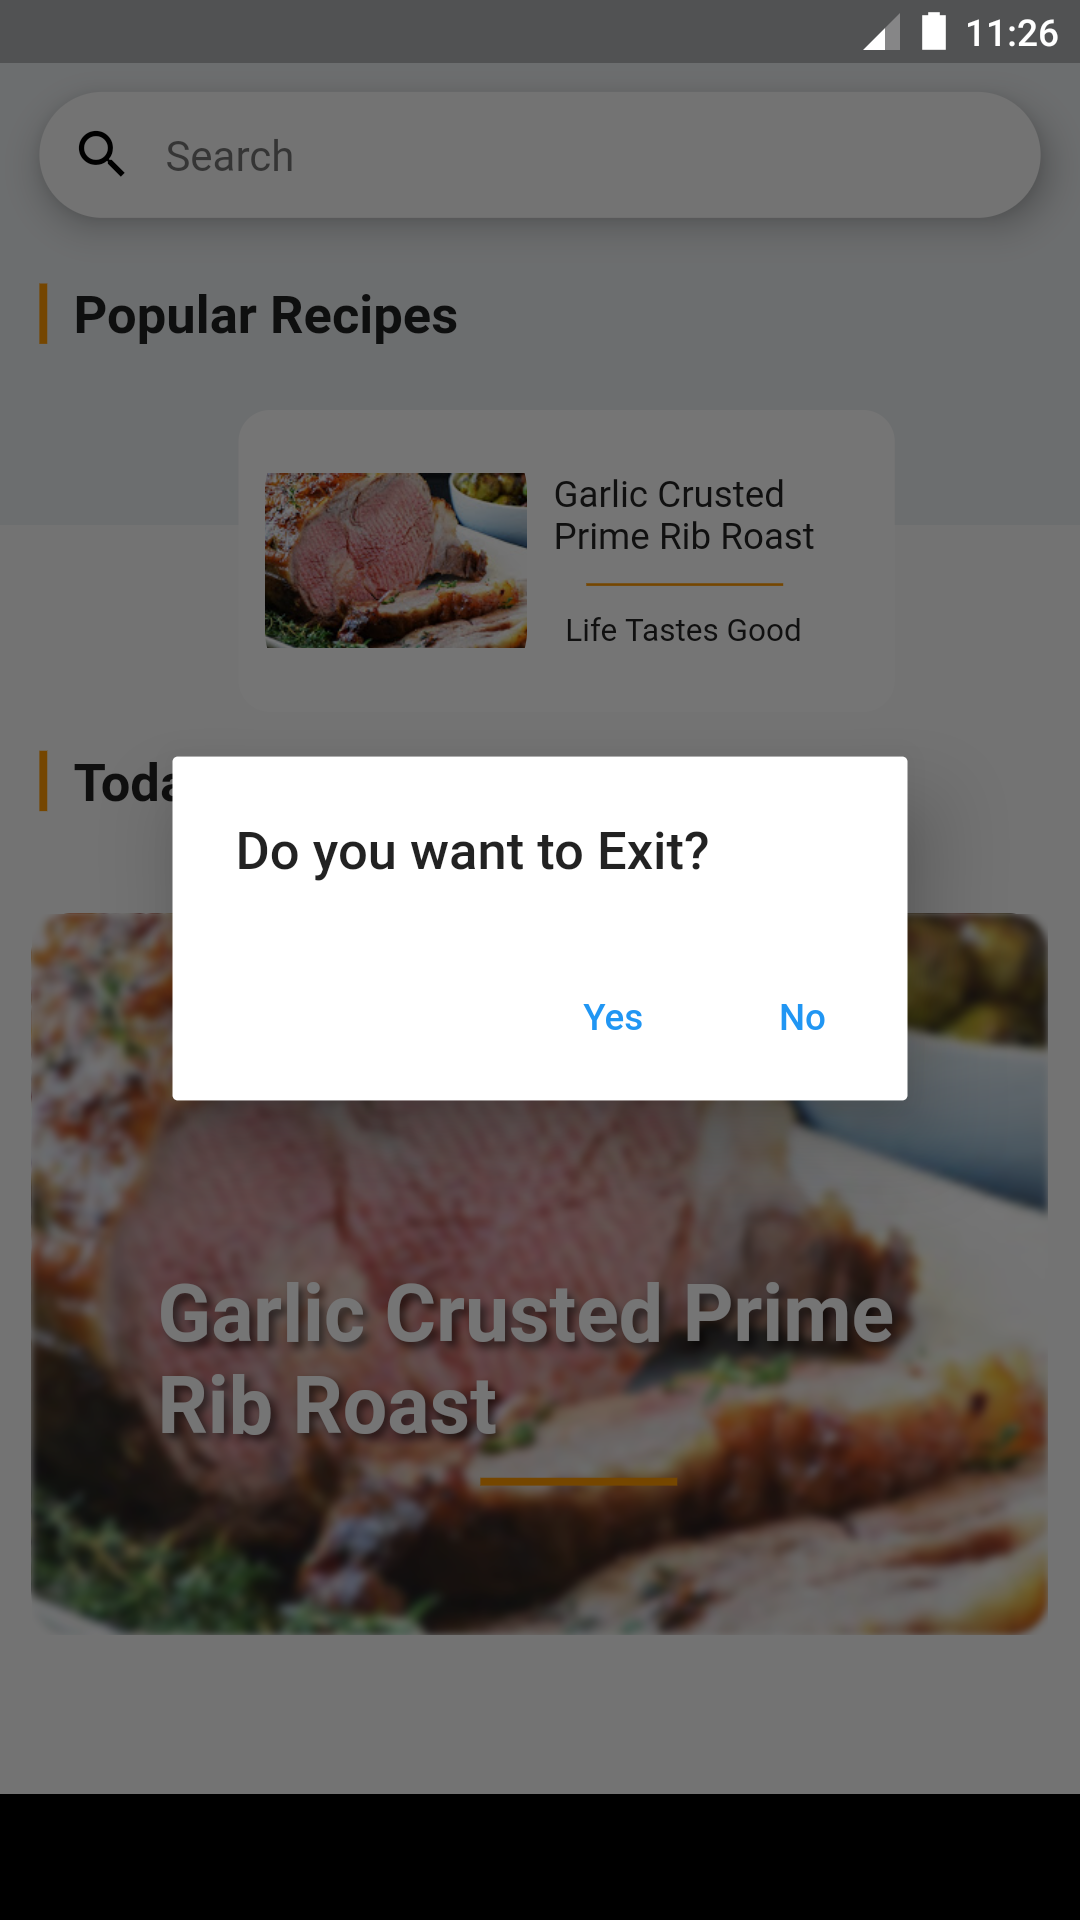 11:26
Search
Popular Recipes
Garlic Crusted
Prime Rib Roast
Life Tastes Good
Do you want to Exit?
Yes No
Garlic Crusted Prime
Rib Roast